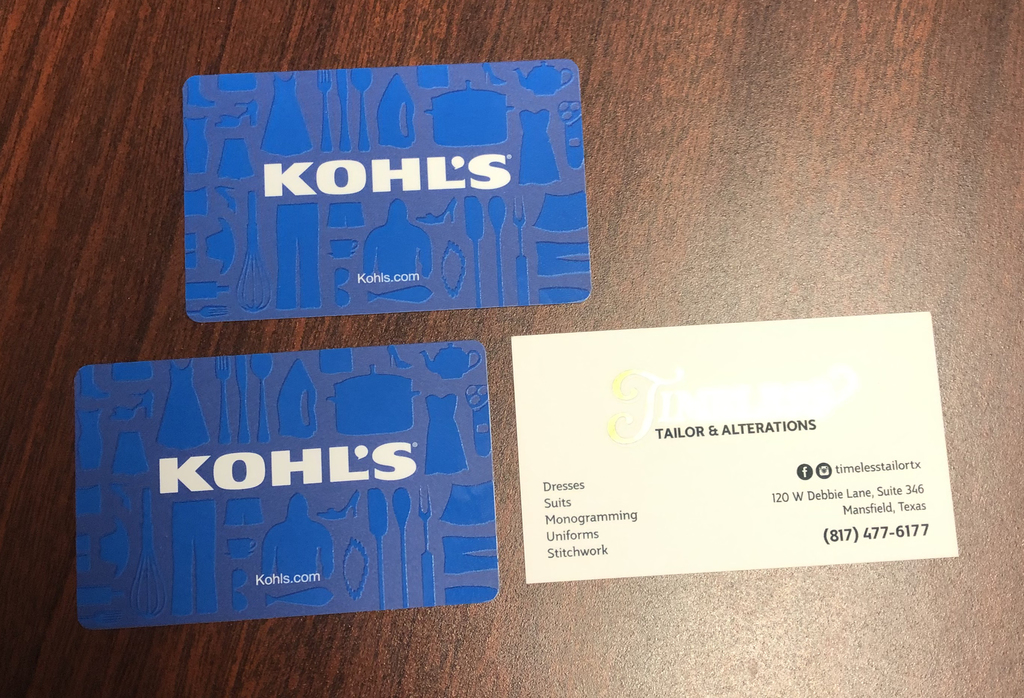 KOHL'S®
Kohls.com
KOHL'S®
Kohls.com
TIMELESS
TAILOR & ALTERATIONS
timelesstailortx
120 W Debbie Lane, Suite 346
Mansfield, Texas
(817) 477-6177
Dresses
Suits
Monogramming
Uniforms
Stitchwork